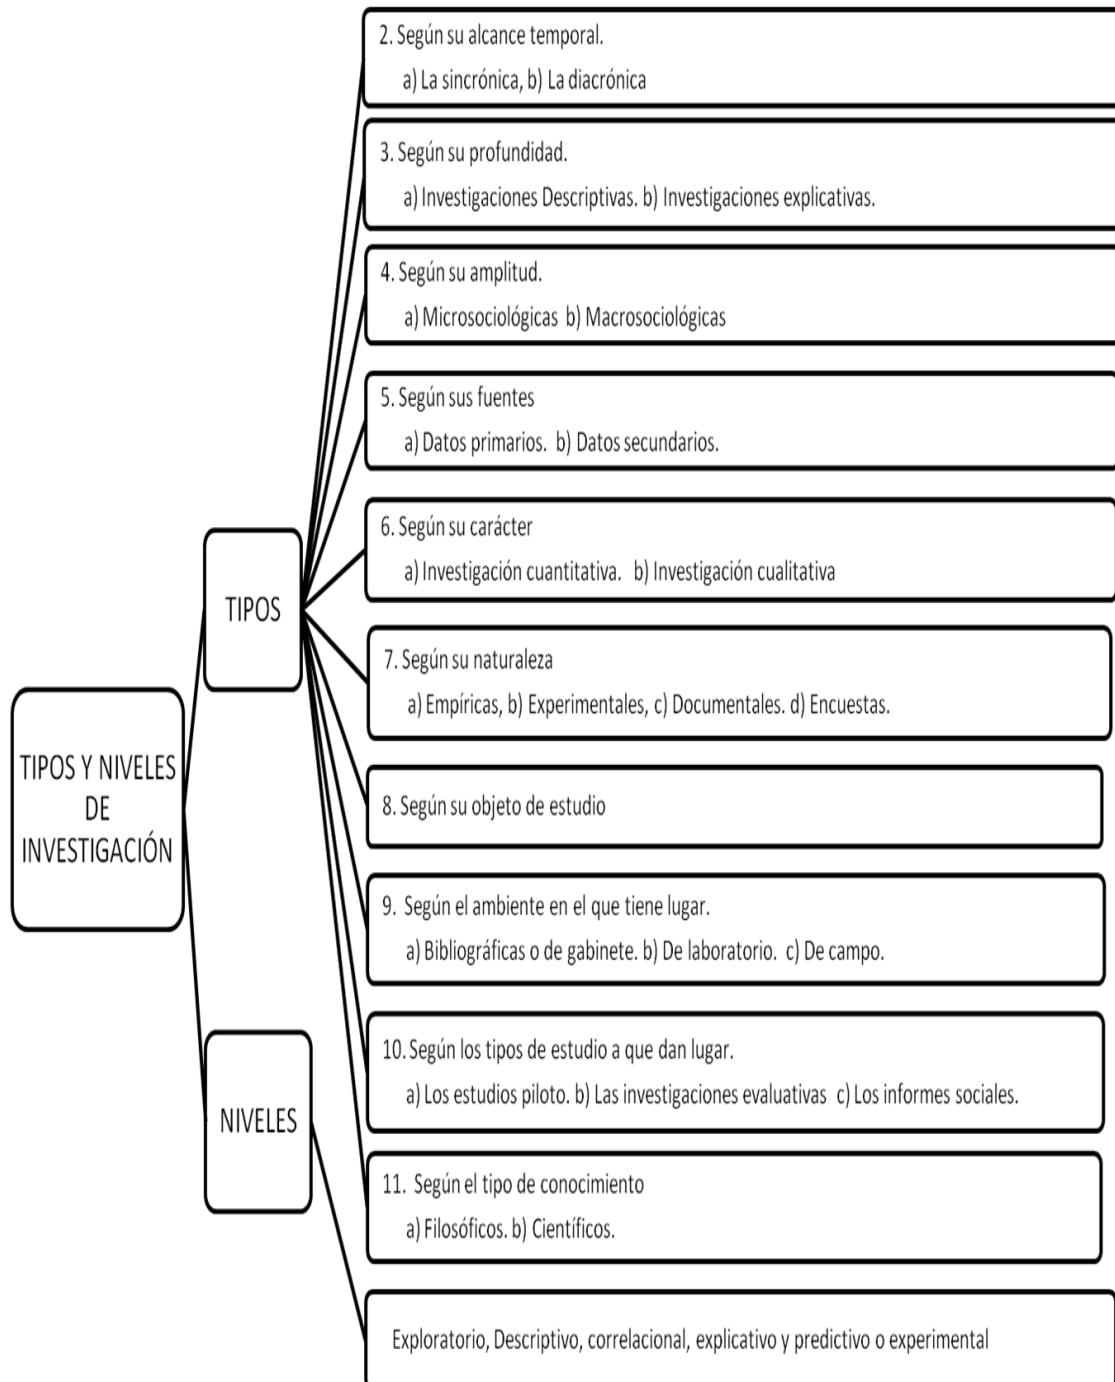 2. Según su alcance temporal.
a) La sincrónica, b) La diacrónica
3. Según su profundidad.
a) Investigaciones Descriptivas. b) Investigaciones explicativas.
4. Según su amplitud.
a) Microsociológicas b) Macrosociológicas
5. Según sus fuentes
a) Datos primarios. b) Datos secundarios.
6. Según su carácter
a) Investigación cuantitativa. b) Investigación cualitativa
TIPOS
7. Según su naturaleza
a) Empíricas, b) Experimentales, c) Documentales. d) Encuestas.
TIPOS Y NIVELES
DE
INVESTIGACIÓN
8. Según su objeto de estudio
9. Según el ambiente en el que tiene lugar.
a) Bibliográficas o de gabinete. b) De laboratorio. c) De campo.
10. Según los tipos de estudio a que dan lugar.
a) Los estudios piloto. b) Las investigaciones evaluativas c) Los informes sociales.
NIVELES
11. Según el tipo de conocimiento
a) Filosóficos. b) Científicos.
Exploratorio, Descriptivo, correlacional, explicativo y predictivo o experimental